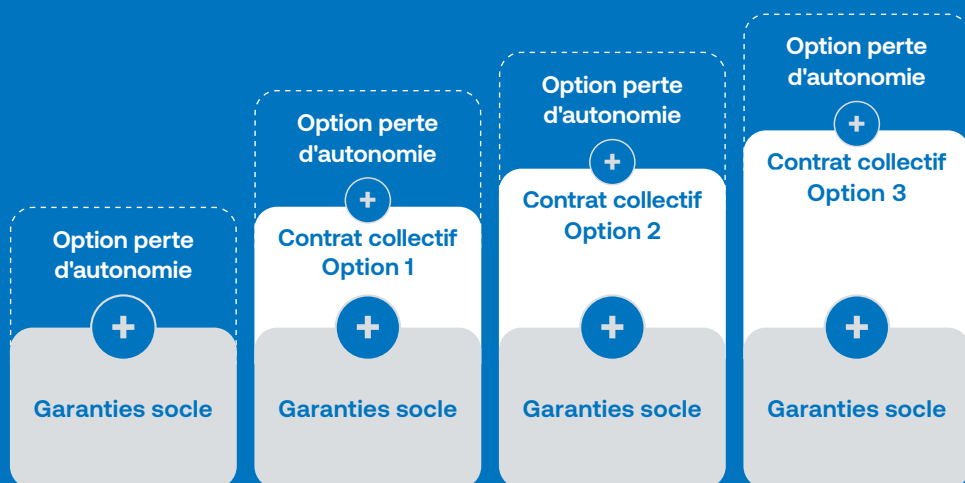 Option perte
d'autonomie
+
Garanties socle
Option perte
d'autonomie
+
Contrat collectif
Option 1
+
Garanties socle
Option perte
d'autonomie
+
Contrat collectif
Option 2
+
Garanties socle
Option perte
d'autonomie
+
Contrat collectif
Option 3
+
Garanties socle